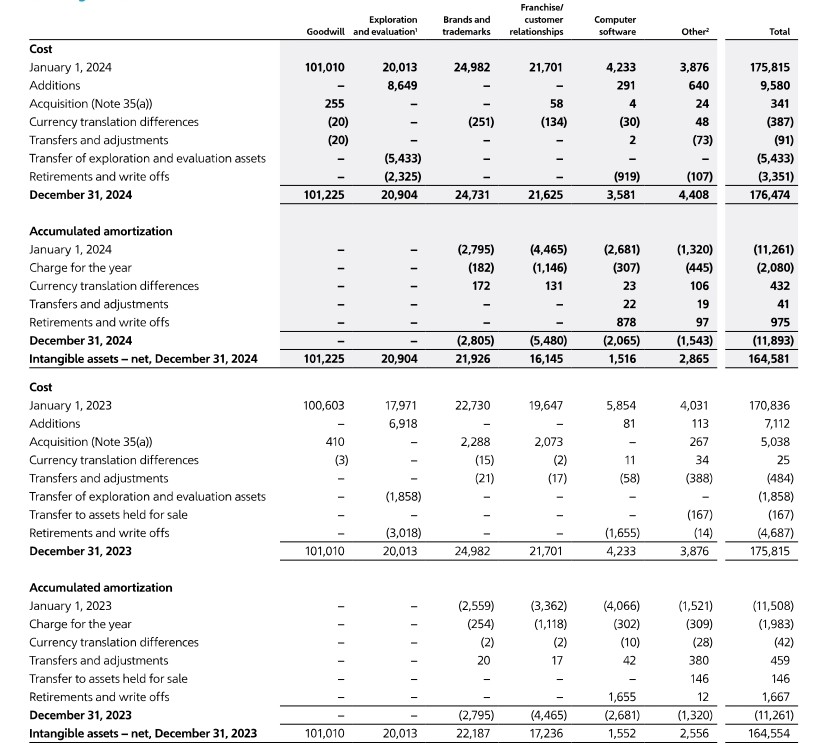 Goodwill Exploration and evaluation¹ Brands and trademarks Franchise/ customer relationships Computer software Other² Total
Cost
January 1, 2024 101,010 20,013 24,982 21,701 4,233 3,876 175,815
Additions – 8,649 – – 291 640 9,580
Acquisition (Note 35(a)) 255 – – 58 4 24 341
Currency translation differences (20) – (251) (134) (30) 48 (387)
Transfers and adjustments (20) – – – 2 (73) (91)
Transfer of exploration and evaluation assets – (5,433) – – – – (5,433)
Retirements and write offs – (2,325) – – (919) (107) (3,351)
December 31, 2024 101,225 20,904 24,731 21,625 3,581 4,408 176,474
Accumulated amortization
January 1, 2024 – – (2,795) (4,465) (2,681) (1,320) (11,261)
Charge for the year – – (182) (1,146) (307) (445) (2,080)
Currency translation differences – – 172 131 23 106 432
Transfers and adjustments – – – – 22 19 41
Retirements and write offs – – – – 878 97 975
December 31, 2024 – – (2,805) (5,480) (2,065) (1,543) (11,893)
Intangible assets – net, December 31, 2024 101,225 20,904 21,926 16,145 1,516 2,865 164,581
Cost
January 1, 2023 100,603 17,971 22,730 19,647 5,854 4,031 170,836
Additions – 6,918 – – 81 113 7,112
Acquisition (Note 35(a)) 410 – 2,288 2,073 – 267 5,038
Currency translation differences (3) – (15) (2) 11 34 25
Transfers and adjustments – – (21) (17) (58) (388) (484)
Transfer of exploration and evaluation assets – (1,858) – – – – (1,858)
Transfer to assets held for sale – – – – – (167) (167)
Retirements and write offs – (3,018) – – (1,655) (14) (4,687)
December 31, 2023 101,010 20,013 24,982 21,701 4,233 3,876 175,815
Accumulated amortization
January 1, 2023 – – (2,559) (3,362) (4,066) (1,521) (11,508)
Charge for the year – – (254) (1,118) (302) (309) (1,983)
Currency translation differences – – (2) (2) (10) (28) (42)
Transfers and adjustments – – 20 17 42 380 459
Transfer to assets held for sale – – – – – 146 146
Retirements and write offs – – – – 1,655 12 1,667
December 31, 2023 – – (2,795) (4,465) (2,681) (1,320) (11,261)
Intangible assets – net, December 31, 2023 101,010 20,013 22,187 17,236 1,552 2,556 164,554